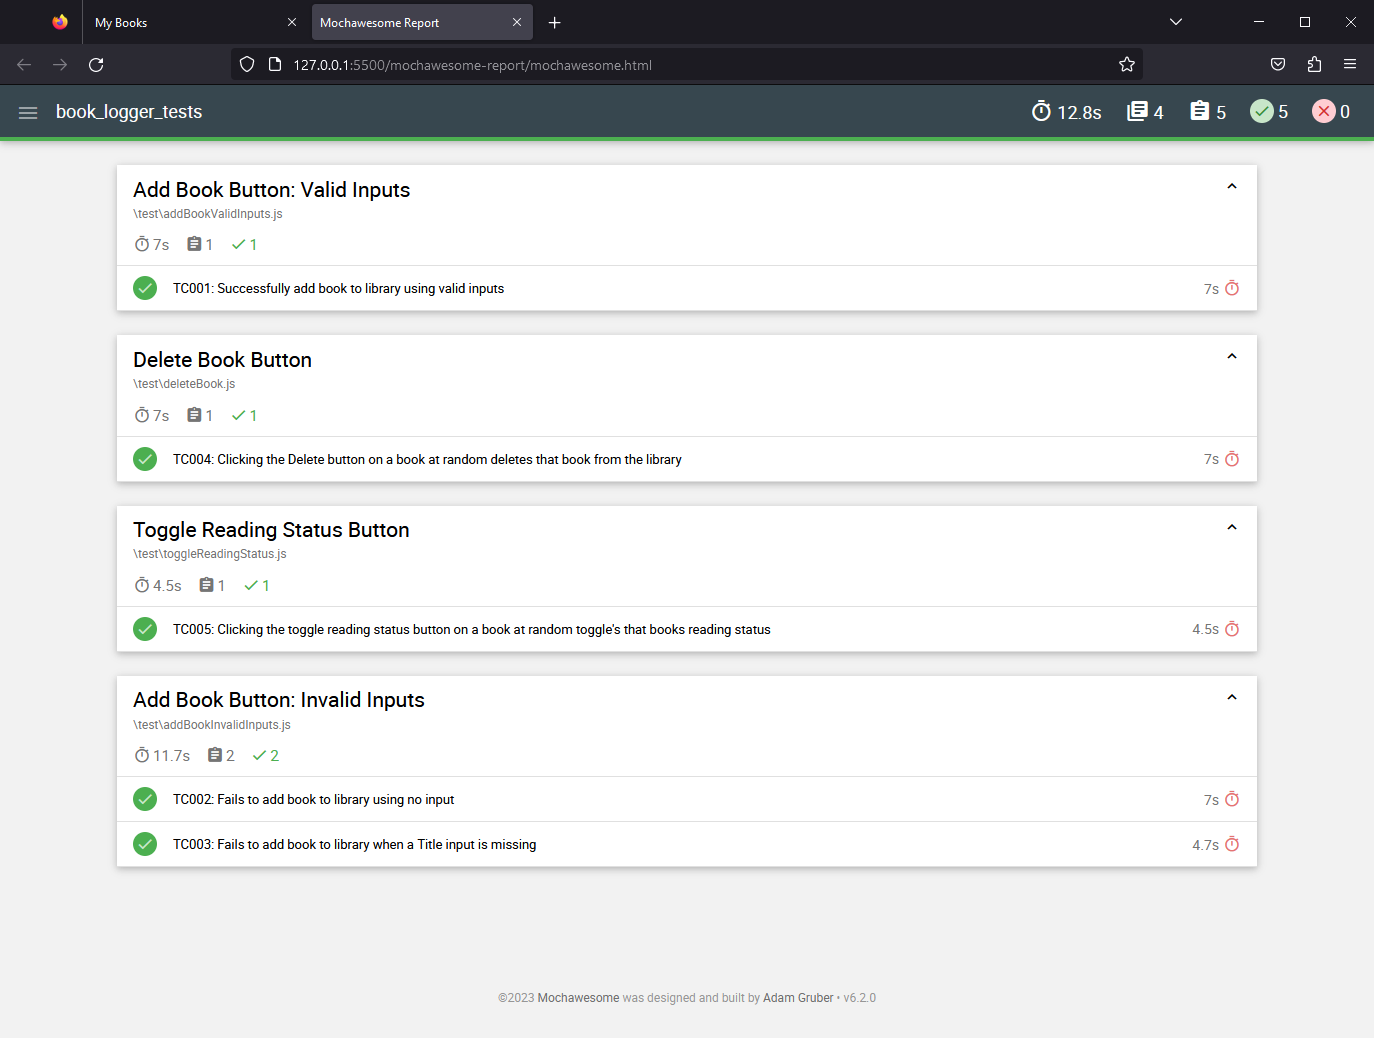 My Books
Mochawesome Report
127.0.0.1:5500/mochawesome-report/mochawesome.html
book_logger_tests
12.8s 4 5 5 0
Add Book Button: Valid Inputs
\test\addBookValidInputs.js
7s 1 1
TC001: Successfully add book to library using valid inputs 7s
Delete Book Button
\test\deleteBook.js
7s 1 1
TC004: Clicking the Delete button on a book at random deletes that book from the library 7s
Toggle Reading Status Button
\test\toggleReadingStatus.js
4.5s 1 1
TC005: Clicking the toggle reading status button on a book at random toggle's that books reading status 4.5s
Add Book Button: Invalid Inputs
\test\addBookInvalidInputs.js
11.7s 2 2
TC002: Fails to add book to library using no input 7s
TC003: Fails to add book to library when a Title input is missing 4.7s
©2023 Mochawesome was designed and built by Adam Gruber • v6.2.0